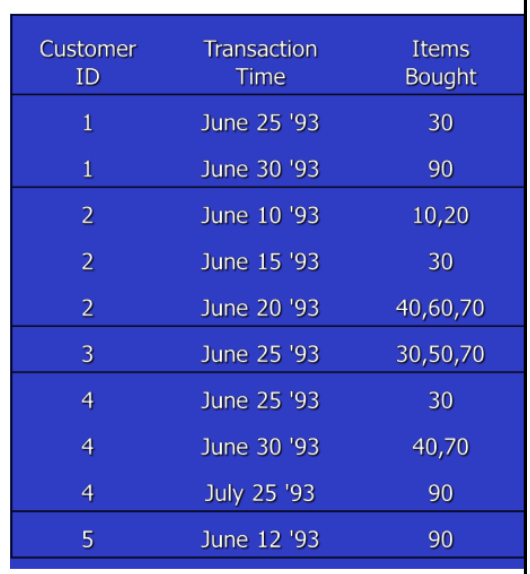 Customer ID Transaction Time Items Bought
1 June 25 '93 30
1 June 30 '93 90
2 June 10 '93 10,20
2 June 15 '93 30
2 June 20 '93 40,60,70
3 June 25 '93 30,50,70
4 June 25 '93 30
4 June 30 '93 40,70
4 July 25 '93 90
5 June 12 '93 90